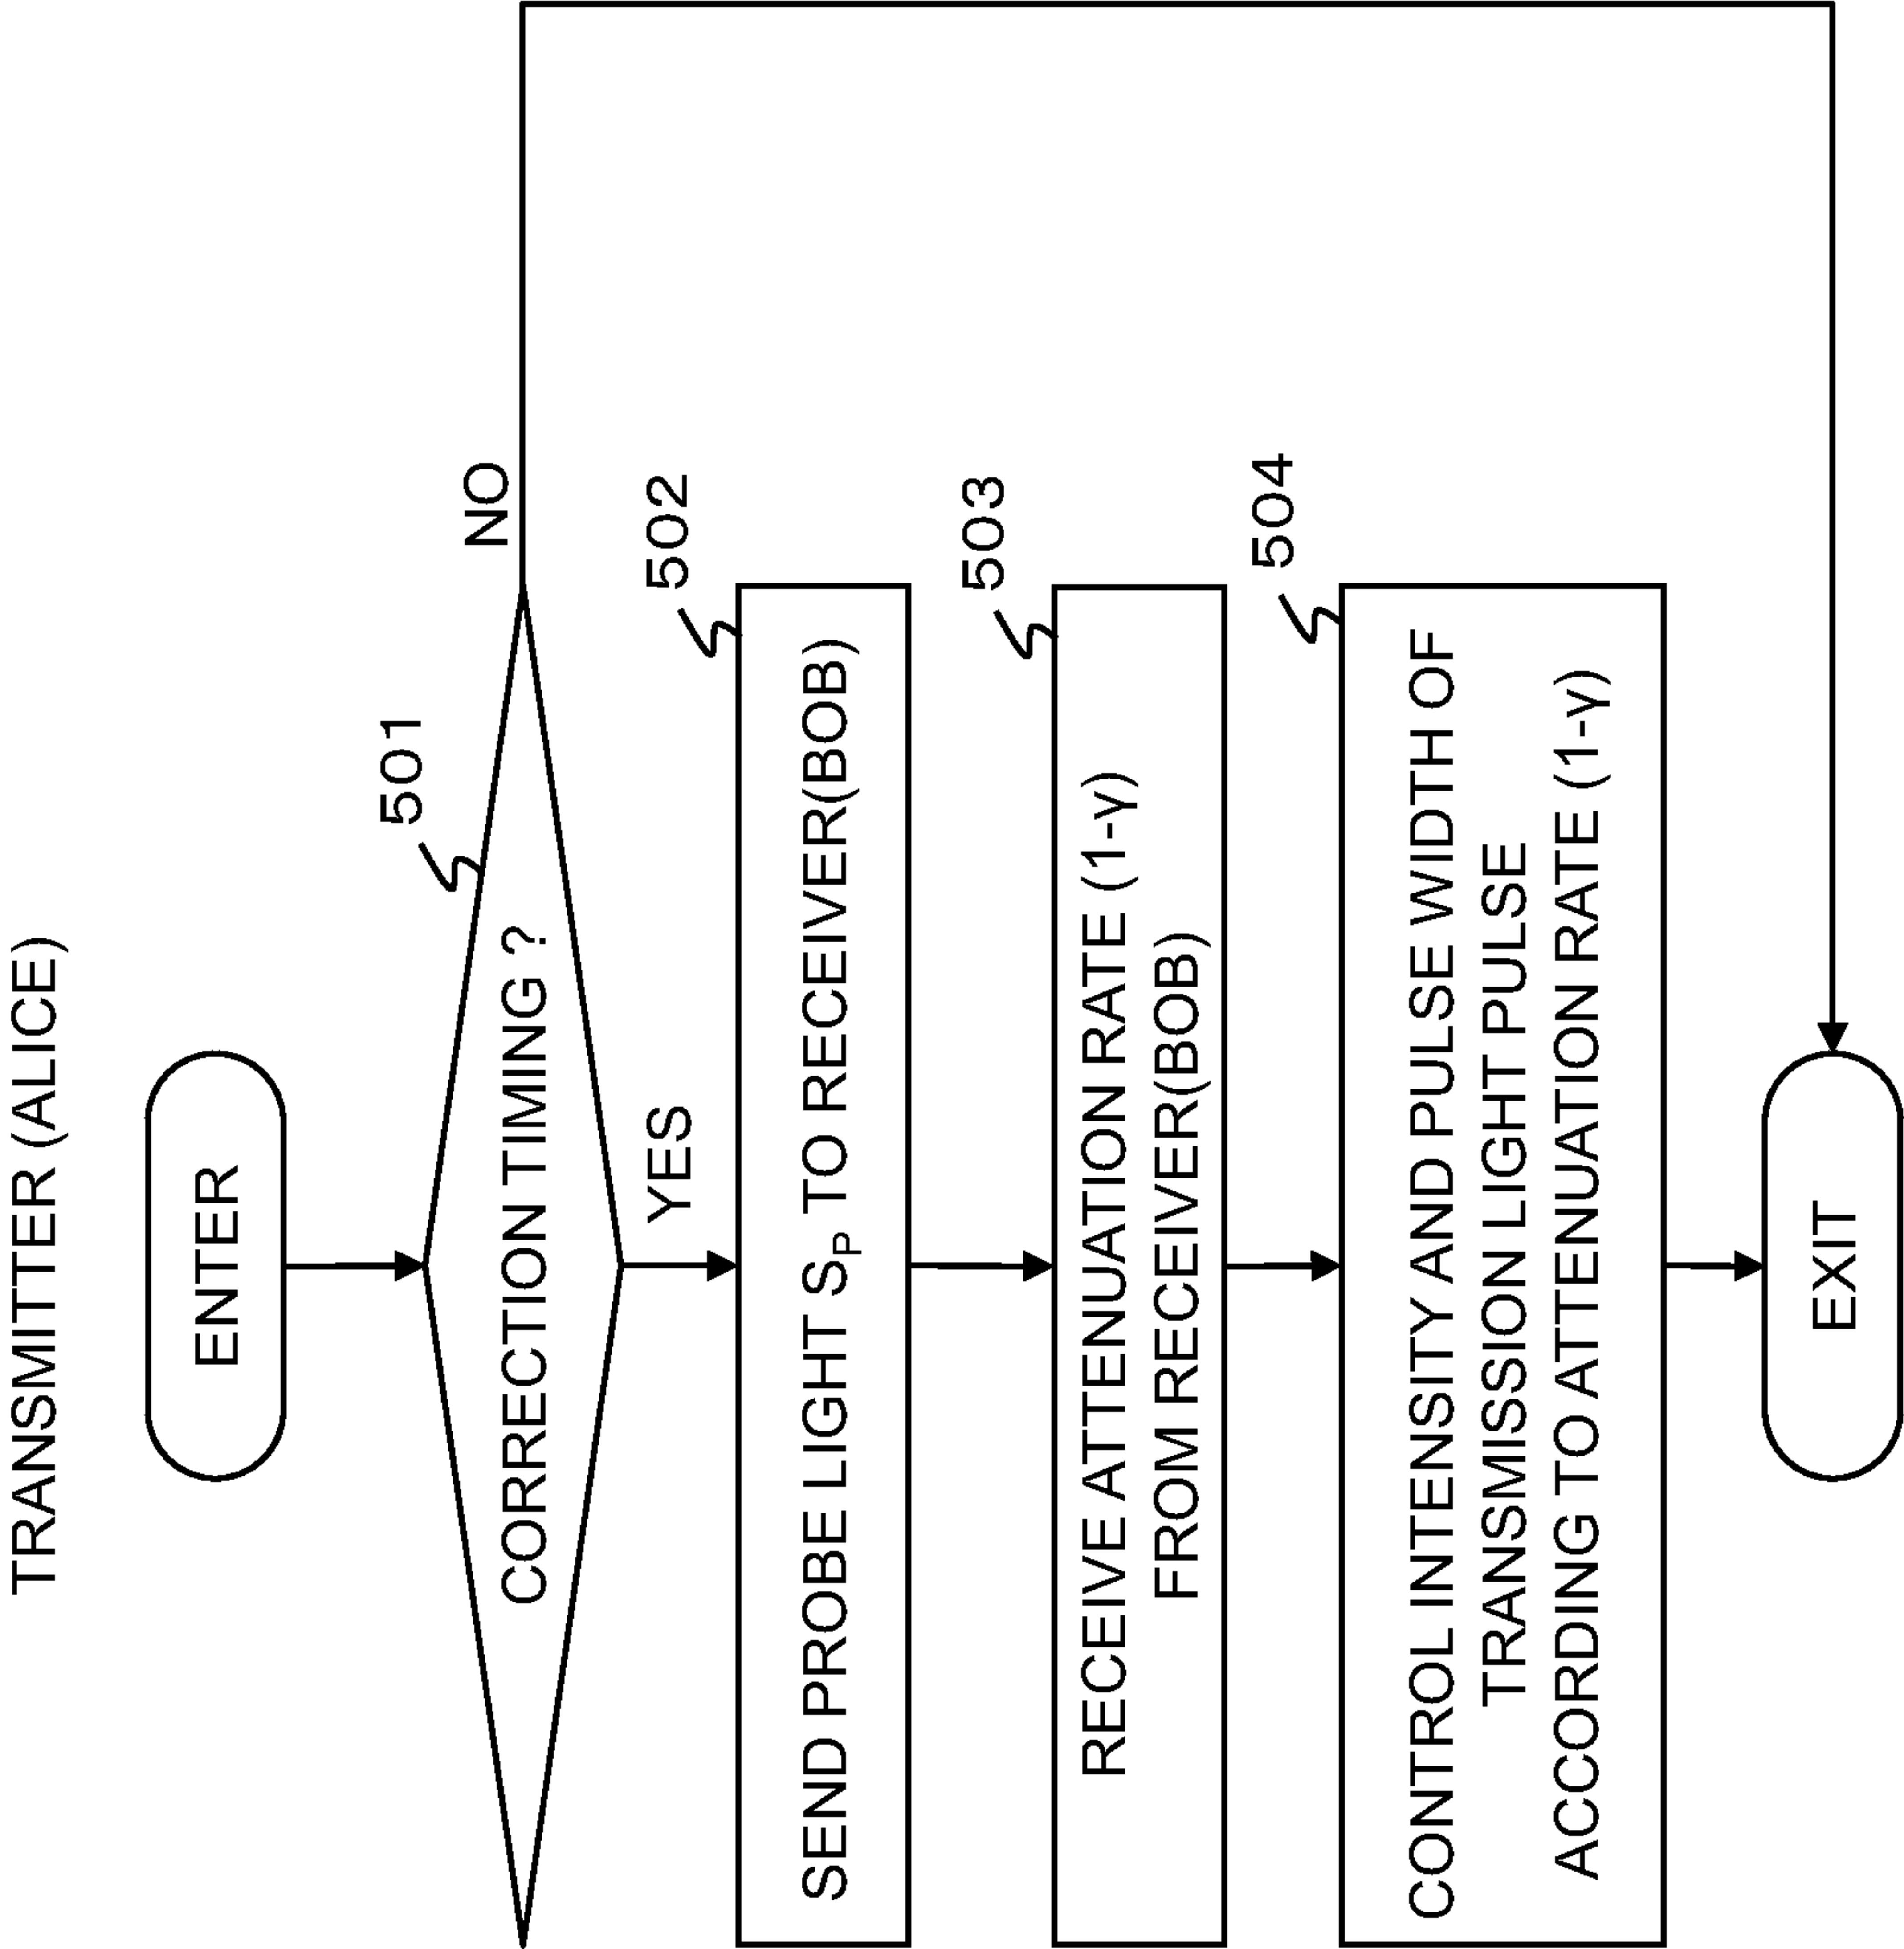 TRANSMITTER (ALICE)
ENTER
501
CORRECTION TIMING ?
NO
YES
502
SEND PROBE LIGHT SP TO RECEIVER(BOB)
503
RECEIVE ATTENUATION RATE (1-γ)
FROM RECEIVER(BOB)
504
CONTROL INTENSITY AND PULSE WIDTH OF
TRANSMISSION LIGHT PULSE
ACCORDING TO ATTENUATION RATE (1-γ)
EXIT